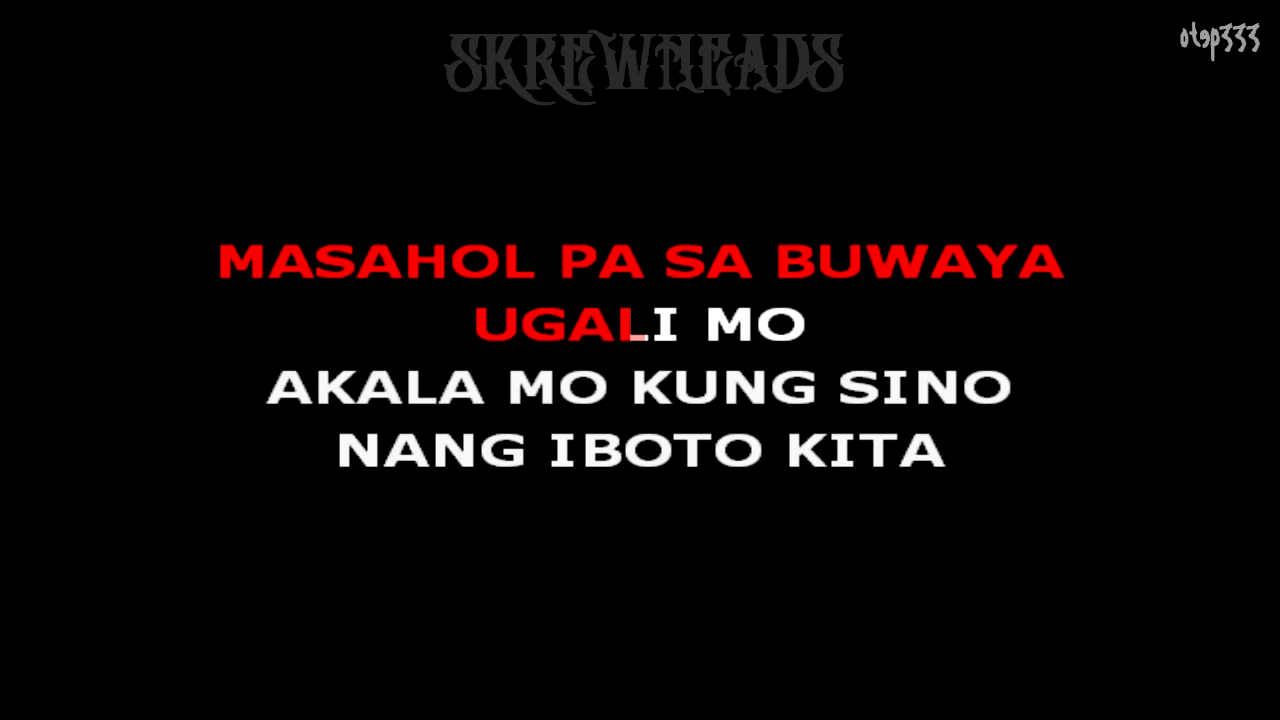 SKREWHEADS
otep333
MASAHOL PA SA BUWAYA
UGALI MO
AKALA MO KUNG SINO
NANG IBOTO KITA